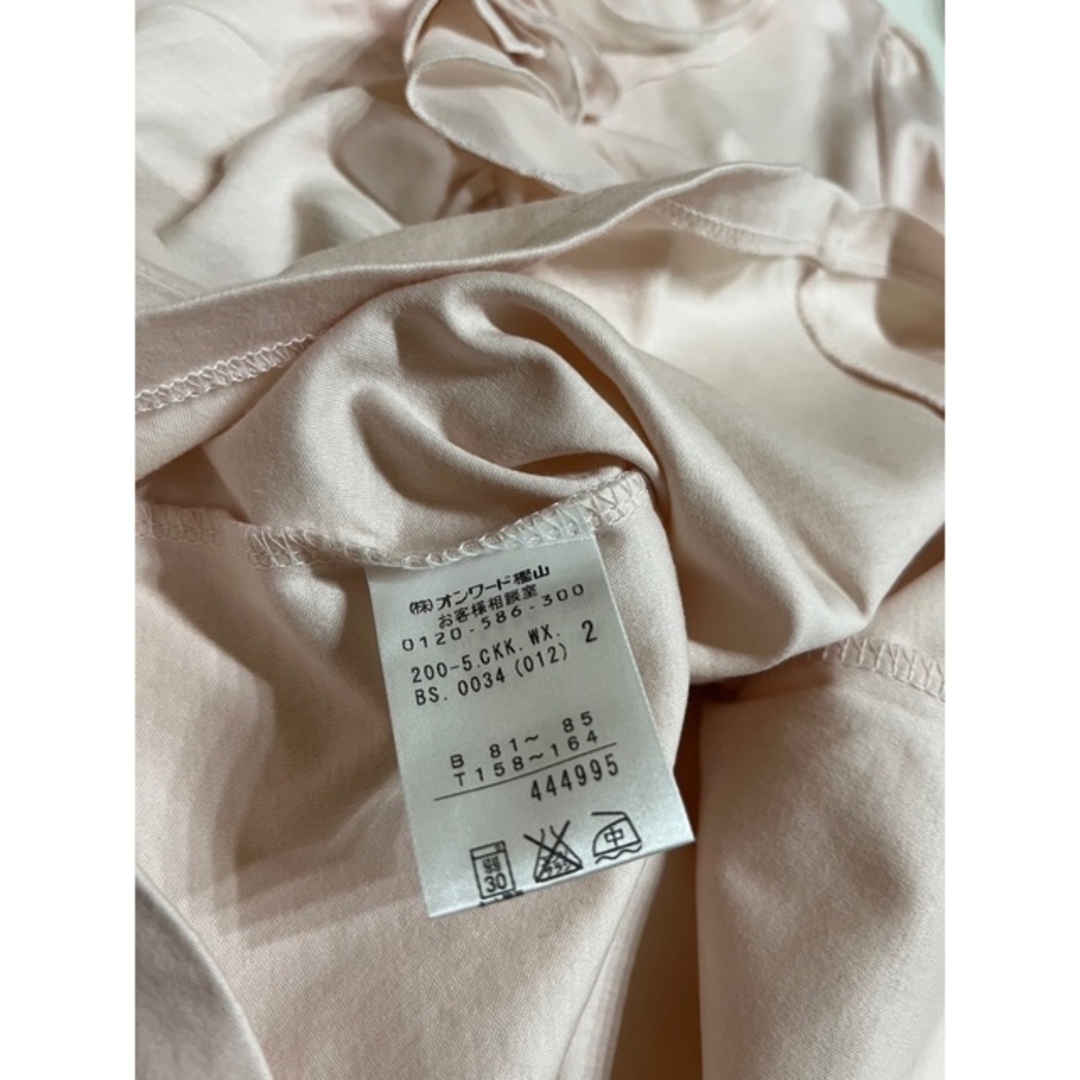 (株)オンワード樫山
お客様相談室
0120-586-300
200-5.CKK.WX. 2
BS.0034(012)
B 81～ 85
T158～164
444995
弱
30
中